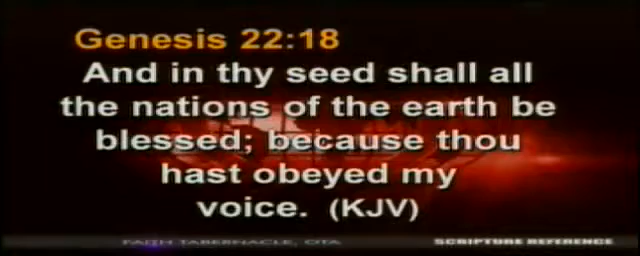 Genesis 22:18
And in thy seed shall all
the nations of the earth be
blessed; because thou
hast obeyed my
voice. (KJV)
FAITH TABERNACLE, OTA
SCRIPTURE REFERENCE